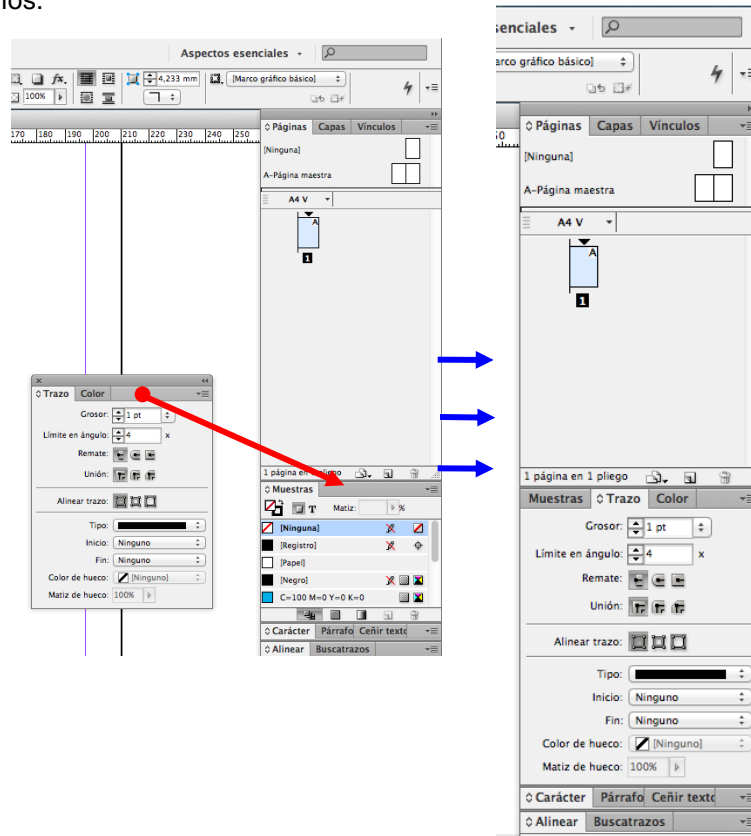 nos.
Aspectos esenciales
fx. 4,233 mm [Marco gráfico básico]
100%
170 180 190 200 210 220 230 240 250
Páginas Capas Vínculos
[Ninguna]
A-Página maestra
A4 V
A
1
Trazo Color
Grosor: 1 pt
Límite en ángulo: 4 x
Remate:
Unión:
Alinear trazo:
Tipo:
Inicio: Ninguno
Fin: Ninguno
Color de hueco: [Ninguno]
Matiz de hueco: 100%
1 página en pliego
Muestras
T Matiz: %
[Ninguna]
[Registro]
[Papel]
[Negro]
C=100 M=0 Y=0 K=0
Carácter Párrafo Ceñir texto
Alinear Buscatrazos
senciales
arco gráfico básico]
Páginas Capas Vínculos
[Ninguna]
A-Página maestra
A4 V
A
1
1 página en 1 pliego
Muestras Trazo Color
Grosor: 1 pt
Límite en ángulo: 4 x
Remate:
Unión:
Alinear trazo:
Tipo:
Inicio: Ninguno
Fin: Ninguno
Color de hueco: [Ninguno]
Matiz de hueco: 100%
Carácter Párrafo Ceñir texto
Alinear Buscatrazos